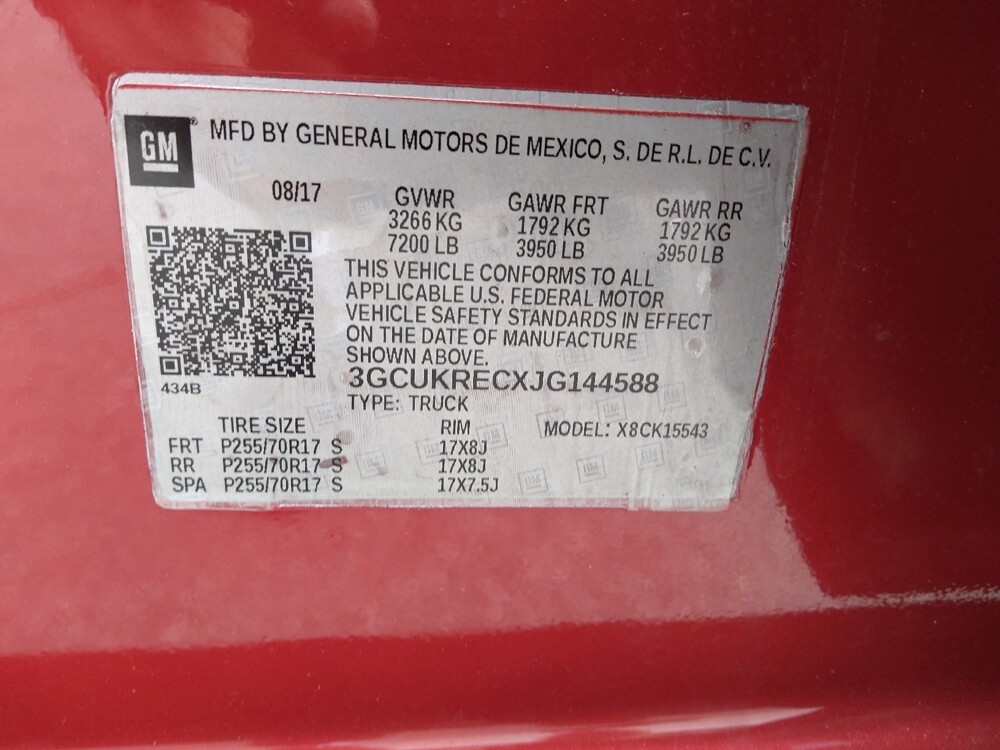 GM MFD BY GENERAL MOTORS DE MEXICO, S. DE R.L. DE C.V.
08/17 GVWR GAWR FRT GAWR RR
3266 KG 1792 KG 1792 KG
7200 LB 3950 LB 3950 LB
THIS VEHICLE CONFORMS TO ALL
APPLICABLE U.S. FEDERAL MOTOR
VEHICLE SAFETY STANDARDS IN EFFECT
ON THE DATE OF MANUFACTURE
SHOWN ABOVE.
434B
3GCUKRECXJG144588
TYPE: TRUCK
TIRE SIZE RIM MODEL: X8CK15543
FRT P255/70R17 S 17X8J
RR P255/70R17 S 17X8J
SPA P255/70R17 S 17X7.5J